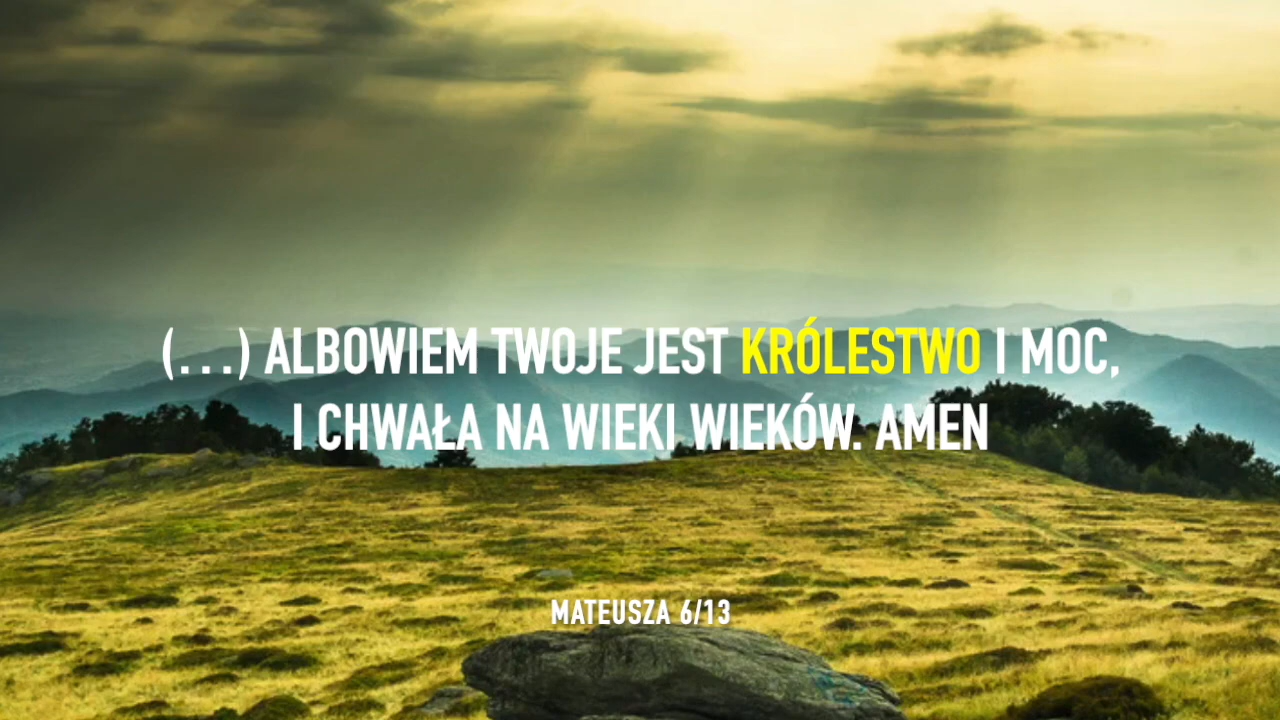 (...) ALBOWIEM TWOJE JEST KRÓLESTWO I MOC,
I CHWAŁA NA WIEKI WIEKÓW. AMEN
MATEUSZA 6/13